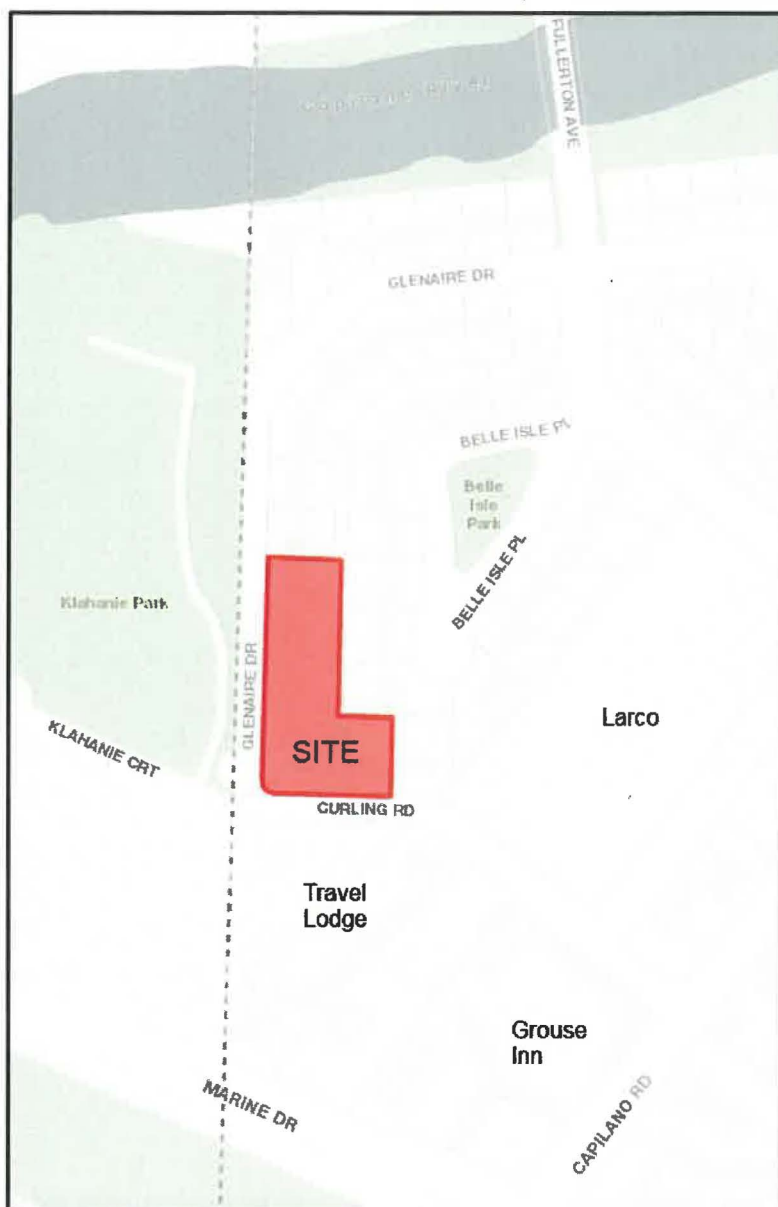 FULLERTON AVE
GLENAIRE DR
BELLE ISLE PL
Belle
Isle
Park
BELLE ISLE PL
Klahanie Park
GLENAIRE DR
Larco
KLAHANIE CRT
SITE
CURLING RD
Travel
Lodge
Grouse
Inn
MARINE DR
CAPILANO RD